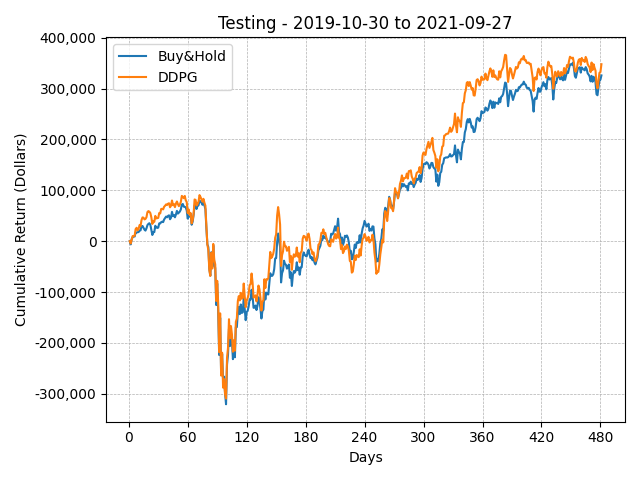 Testing - 2019-10-30 to 2021-09-27
Buy&Hold
DDPG
Cumulative Return (Dollars)
400,000
300,000
200,000
100,000
0
-100,000
-200,000
-300,000
0 60 120 180 240 300 360 420 480
Days